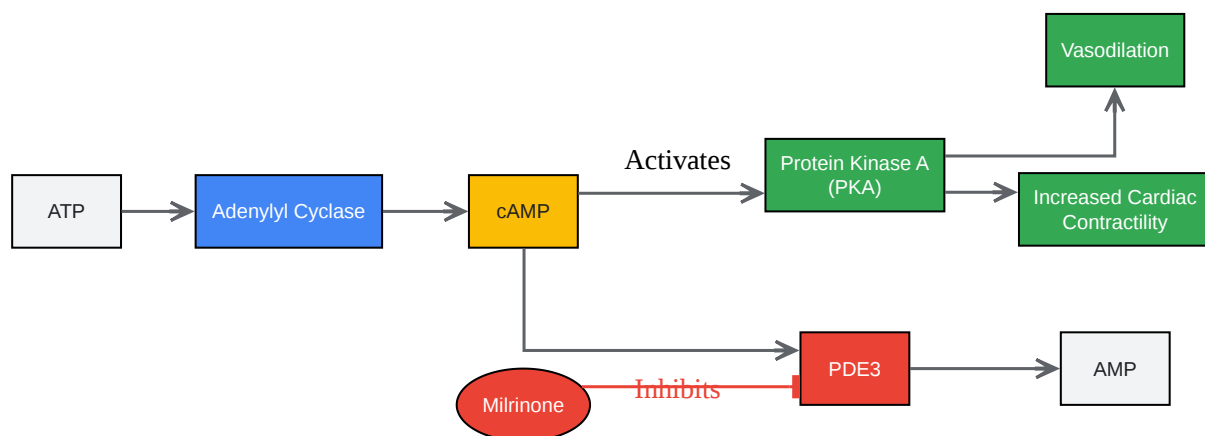 Vasodilation
Activates
Protein Kinase A
(PKA)
ATP
Adenylyl Cyclase
cAMP
Increased Cardiac
Contractility
PDE3
AMP
Milrinone
Inhibits